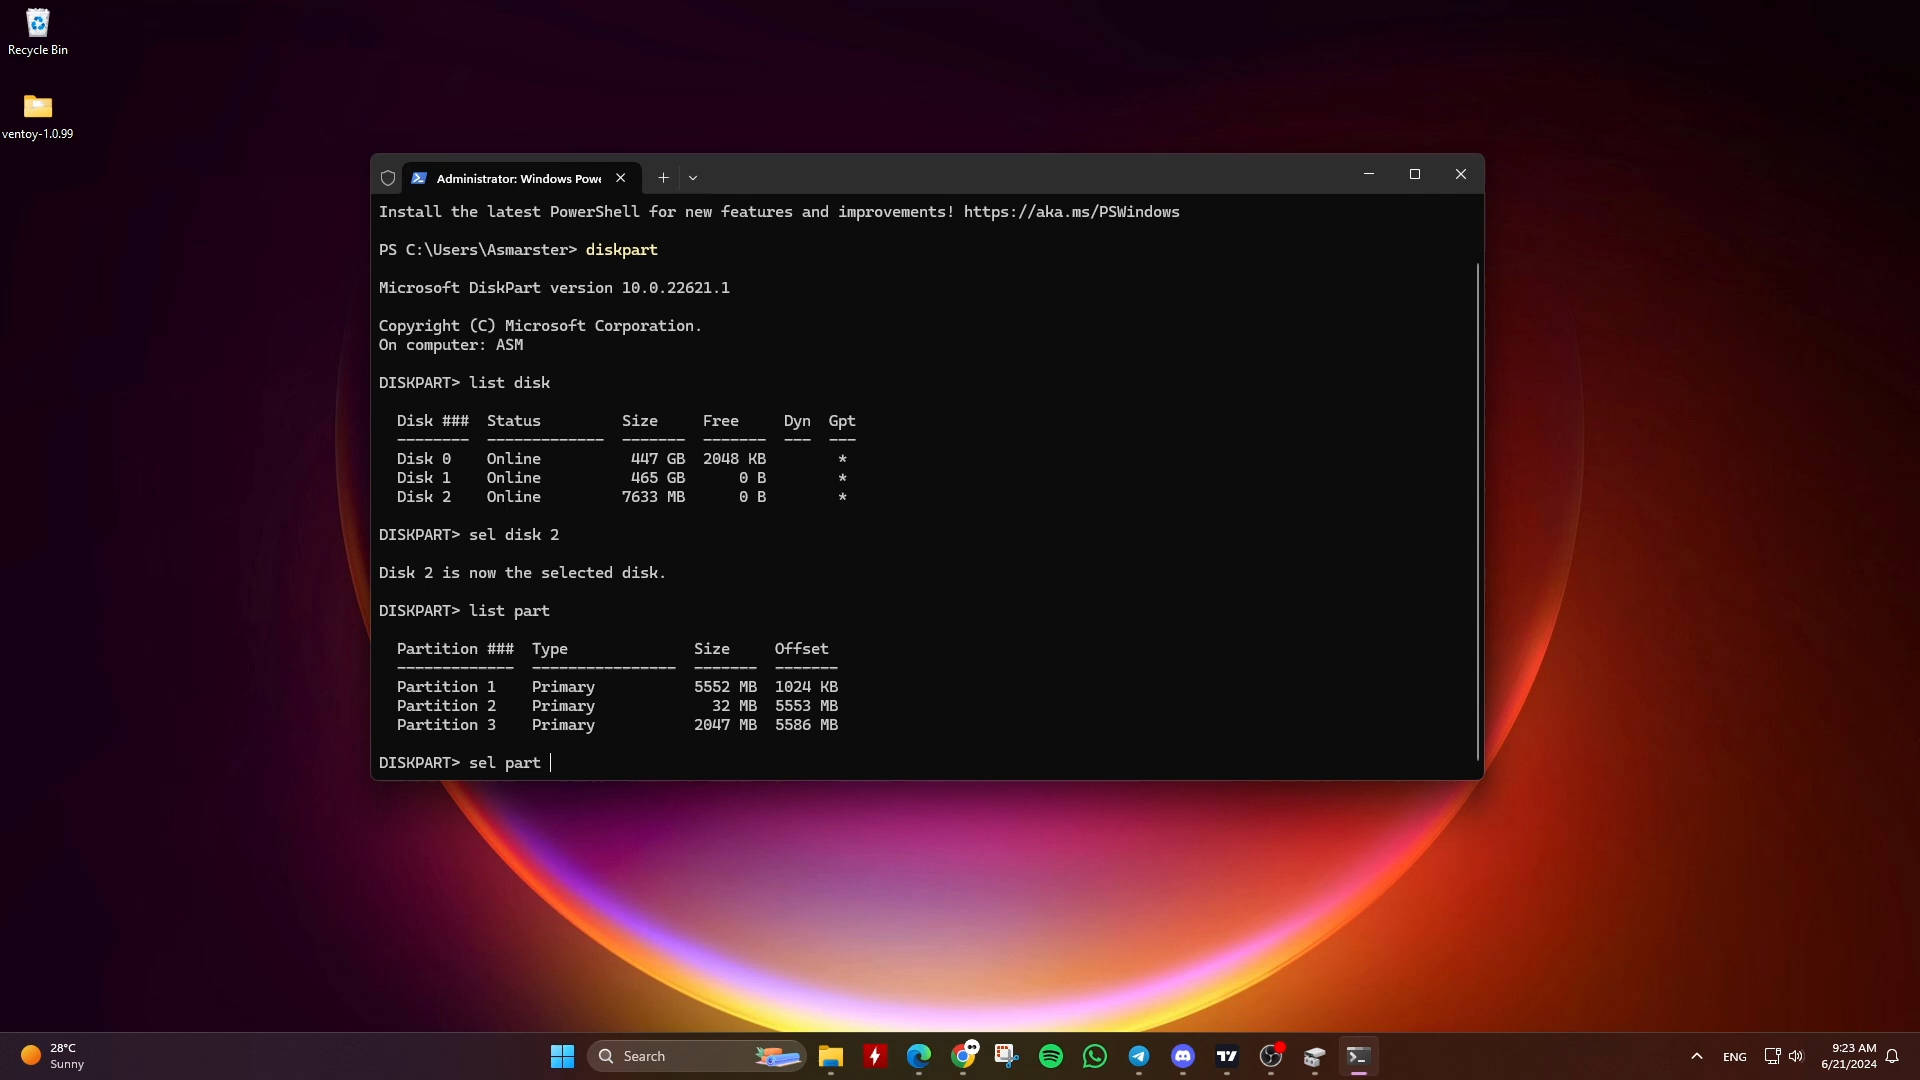 Recycle Bin
ventoy-1.0.99
Administrator: Windows Powe
Install the latest PowerShell for new features and improvements! https://aka.ms/PSWindows
PS C:\Users\Asmarster> diskpart
Microsoft DiskPart version 10.0.22621.1
Copyright (C) Microsoft Corporation.
On computer: ASM
DISKPART> list disk
Disk ###  Status         Size     Free     Dyn  Gpt
--------  -------------  -------  -------  ---  ---
Disk 0    Online          447 GB  2048 KB        *
Disk 1    Online          465 GB      0 B        *
Disk 2    Online         7633 MB      0 B        *
DISKPART> sel disk 2
Disk 2 is now the selected disk.
DISKPART> list part
Partition ###  Type              Size     Offset
-------------  ----------------  -------  -------
Partition 1    Primary           5552 MB  1024 KB
Partition 2    Primary             32 MB  5553 MB
Partition 3    Primary           2047 MB  5586 MB
DISKPART> sel part
28°C
Sunny
Search
ENG
9:23 AM
6/21/2024